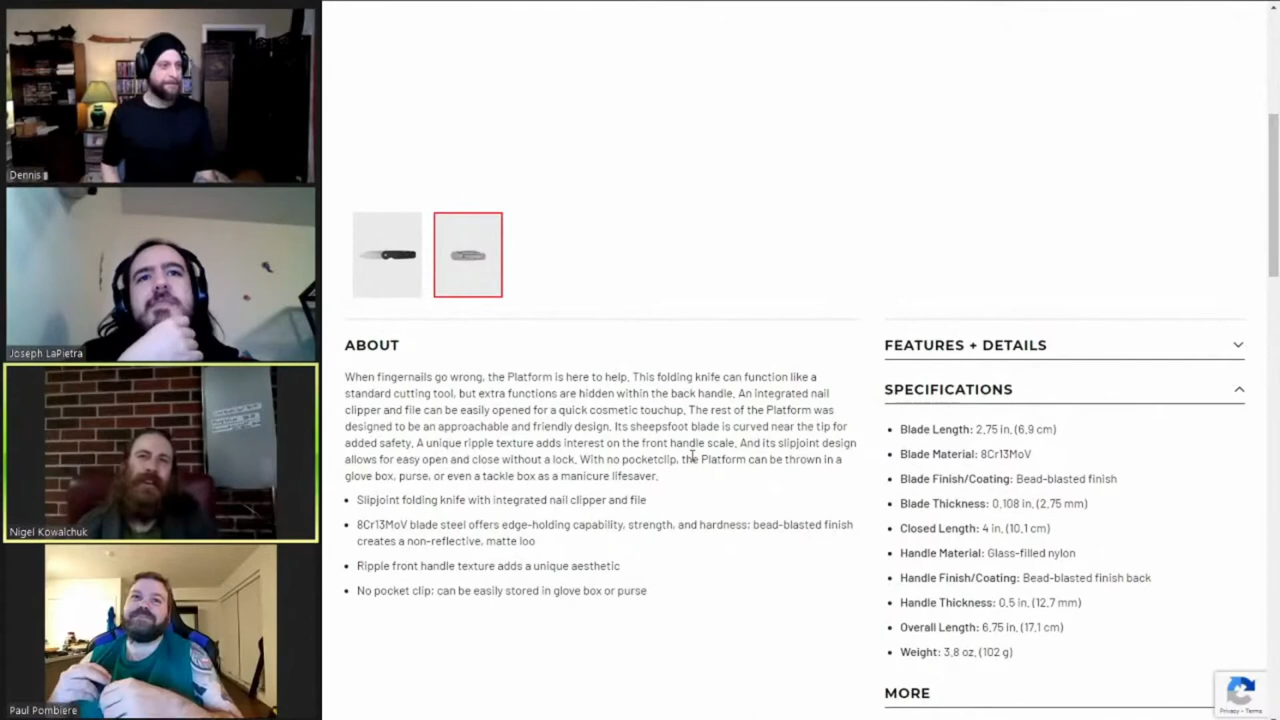 Dennis
Joseph LaPietra
Nigel Kowalchuk
Paul Pombiere
ABOUT
When fingernails go wrong, the Platform is here to help. This folding knife can function like a
standard cutting tool, but extra functions are hidden within the back handle. An integrated nail
clipper and file can be easily opened for a quick cosmetic touchup. The rest of the Platform was
designed to be an approachable and friendly design. Its sheepsfoot blade is curved near the tip for
added safety. A unique ripple texture adds interest on the front handle scale. And its slipjoint design
allows for easy open and close without a lock. With no pocketclip, the Platform can be thrown in a
glove box, purse, or even a tackle box as a manicure lifesaver.
Slipjoint folding knife with integrated nail clipper and file
8Cr13MoV blade steel offers edge-holding capability, strength, and hardness; bead-blasted finish
creates a non-reflective, matte loo
Ripple front handle texture adds a unique aesthetic
No pocket clip; can be easily stored in glove box or purse
FEATURES + DETAILS
SPECIFICATIONS
Blade Length: 2.75 in. (6.9 cm)
Blade Material: 8Cr13MoV
Blade Finish/Coating: Bead-blasted finish
Blade Thickness: 0.108 in. (2.75 mm)
Closed Length: 4 in. (10.1 cm)
Handle Material: Glass-filled nylon
Handle Finish/Coating: Bead-blasted finish back
Handle Thickness: 0.5 in. (12.7 mm)
Overall Length: 6.75 in. (17.1 cm)
Weight: 3.8 oz. (102 g)
MORE
Privacy - Terms